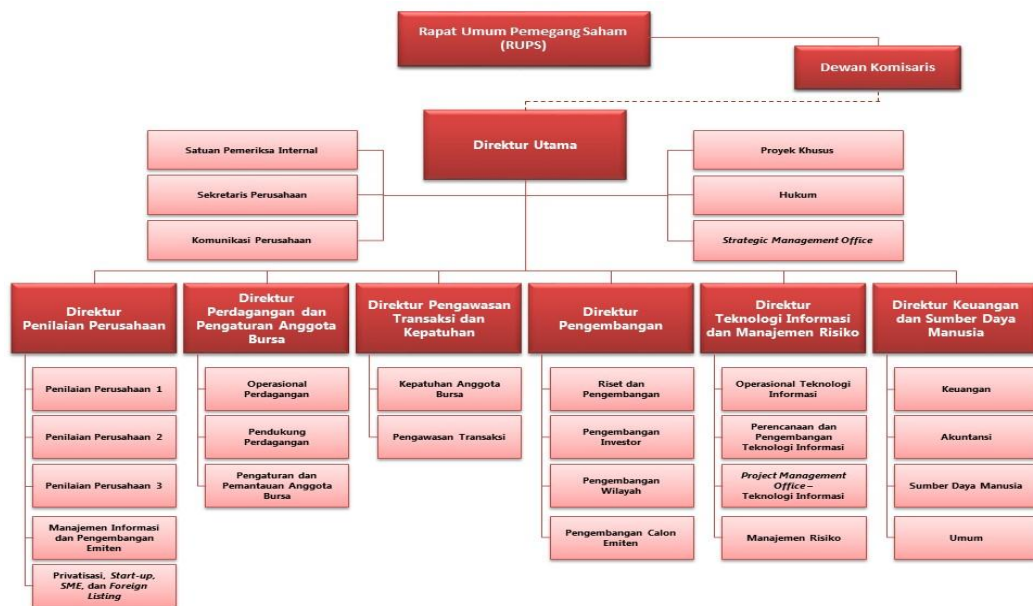 Rapat Umum Pemegang Saham
(RUPS)
Dewan Komisaris
Direktur Utama
Satuan Pemeriksa Internal
Sekretaris Perusahaan
Komunikasi Perusahaan
Proyek Khusus
Hukum
Strategic Management Office
Direktur
Penilaian Perusahaan
Penilaian Perusahaan 1
Penilaian Perusahaan 2
Penilaian Perusahaan 3
Manajemen Informasi
dan Pengembangan
Emiten
Privatisasi, Start-up,
SME, dan Foreign
Listing
Direktur
Perdagangan dan
Pengaturan Anggota
Bursa
Operasional
Perdagangan
Pendukung
Perdagangan
Pengaturan dan
Pemantauan Anggota
Bursa
Direktur Pengawasan
Transaksi dan
Kepatuhan
Kepatuhan Anggota
Bursa
Pengawasan Transaksi
Direktur
Pengembangan
Riset dan
Pengembangan
Pengembangan
Investor
Pengembangan
Wilayah
Pengembangan Calon
Emiten
Direktur
Teknologi Informasi
dan Manajemen Risiko
Operasional Teknologi
Informasi
Perencanaan dan
Pengembangan
Teknologi Informasi
Project Management
Office –
Teknologi Informasi
Manajemen Risiko
Direktur Keuangan
dan Sumber Daya
Manusia
Keuangan
Akuntansi
Sumber Daya Manusia
Umum